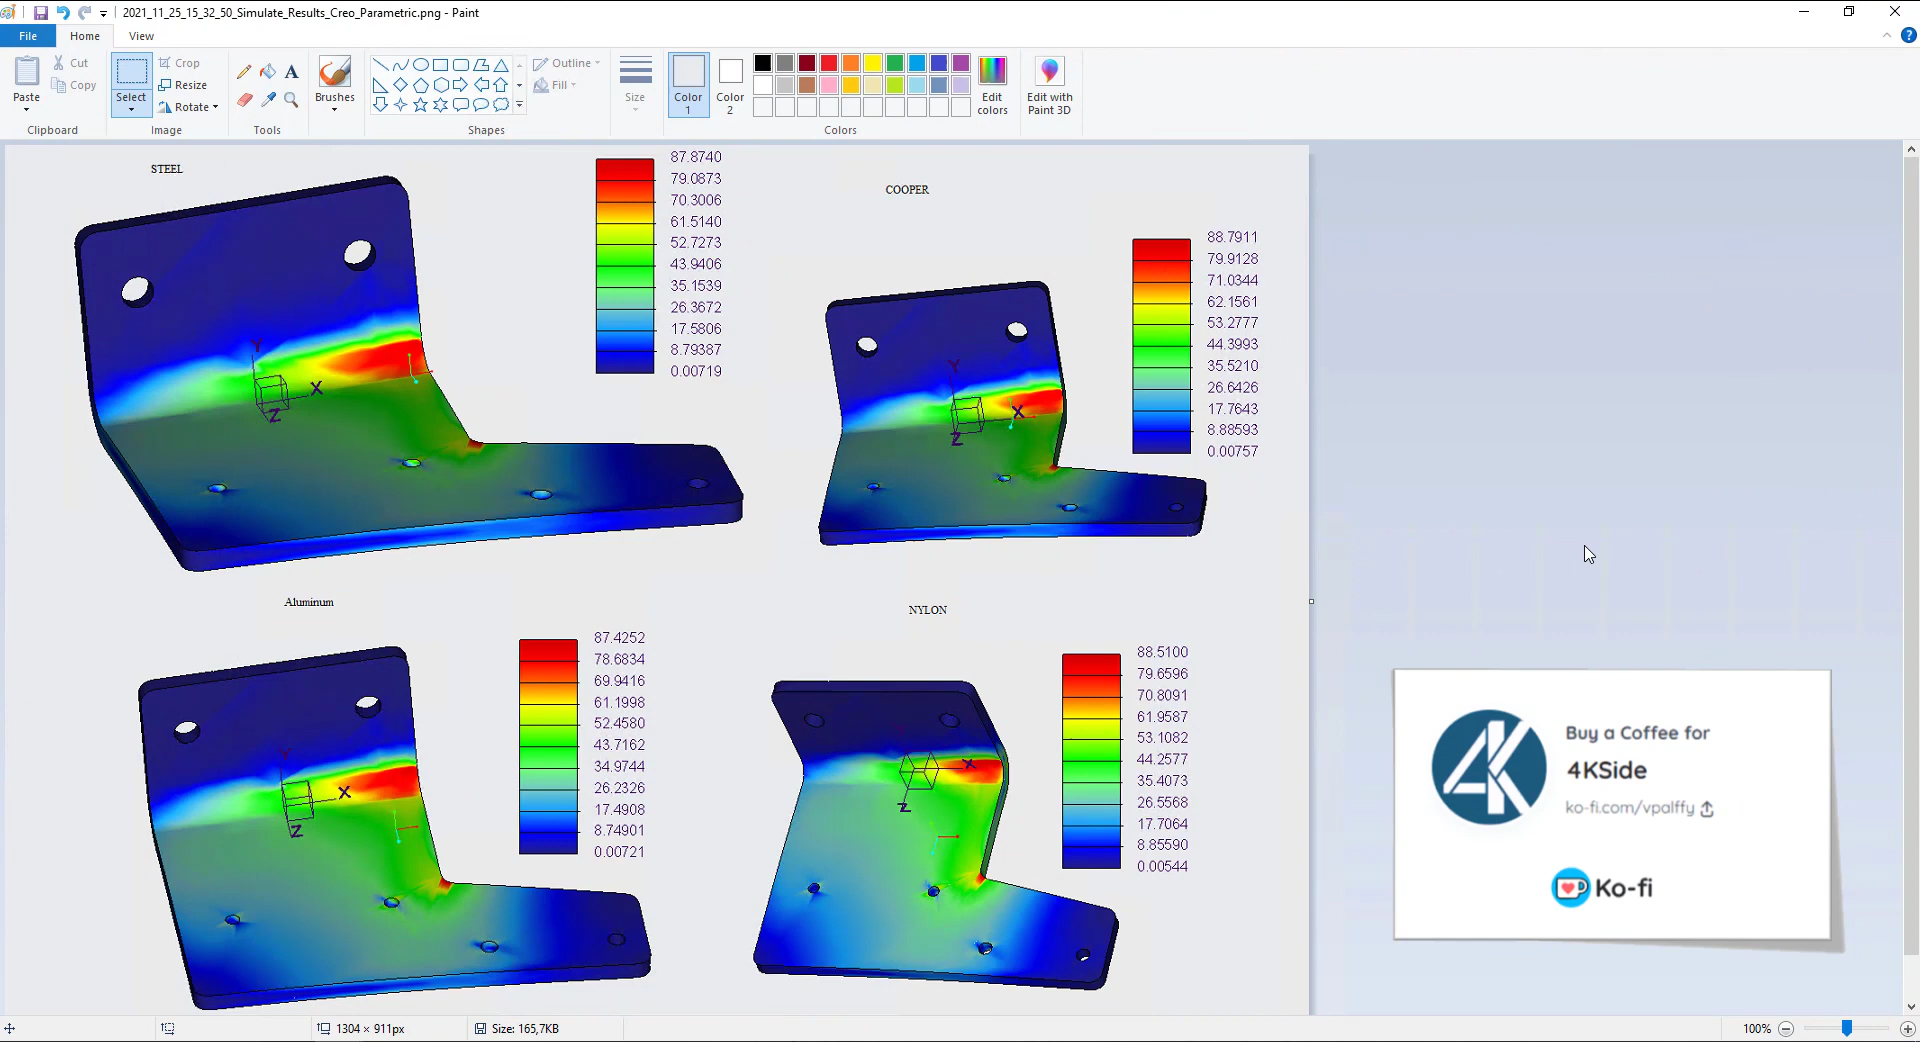 2021_11_25_15_32_50_Simulate_Results_Creo_Parametric.png - Paint
File
Home
View
Paste
Cut
Copy
Clipboard
Select
Crop
Resize
Rotate
Image
A
Tools
Brushes
Outline
Fill
Shapes
Size
Color
1
Color
2
Colors
Edit
colors
Edit with
Paint 3D
STEEL
87.8740
79.0873
70.3006
61.5140
52.7273
43.9406
35.1539
26.3672
17.5806
8.79387
0.00719
Y
X
Z
COOPER
88.7911
79.9128
71.0344
62.1561
53.2777
44.3993
35.5210
26.6426
17.7643
8.88593
0.00757
Y
X
Z
Aluminum
87.4252
78.6834
69.9416
61.1998
52.4580
43.7162
34.9744
26.2326
17.4908
8.74901
0.00721
Y
X
Z
NYLON
88.5100
79.6596
70.8091
61.9587
53.1082
44.2577
35.4073
26.5568
17.7064
8.85590
0.00544
X
Z
4K
Buy a Coffee for
4KSide
ko-fi.com/vpalffy
Ko-fi
1304 × 911px
Size: 165,7KB
100%